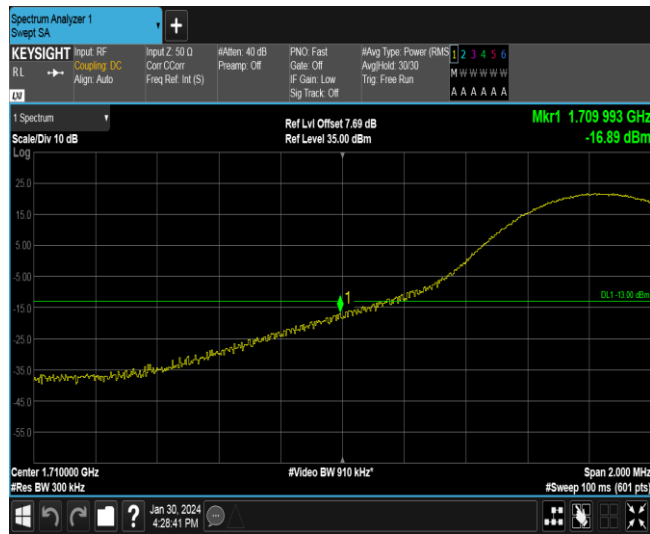 Spectrum Analyzer 1
Swept SA
+
KEYSIGHT
RL
LXI
Input: RF
Coupling: DC
Align: Auto
Input Z: 50 Ω
Corr CCorr
Freq Ref: Int (S)
#Atten: 40 dB
Preamp: Off
PNO: Fast
Gate: Off
IF Gain: Low
Sig Track: Off
#Avg Type: Power (RMS
Avg|Hold: 30/30
Trig: Free Run
1 2 3 4 5 6
M W W W W W
A A A A A A
1 Spectrum
Scale/Div 10 dB
Log
Ref Lvl Offset 7.69 dB
Ref Level 35.00 dBm
Mkr1 1.709 993 GHz
-16.89 dBm
25.0
15.0
5.00
-5.00
-15.0
-25.0
-35.0
-45.0
-55.0
1
DL1 -13.00 dBm
Center 1.710000 GHz
#Res BW 300 kHz
#Video BW 910 kHz*
Span 2.000 MHz
#Sweep 100 ms (601 pts)
?
Jan 30, 2024
4:28:41 PM